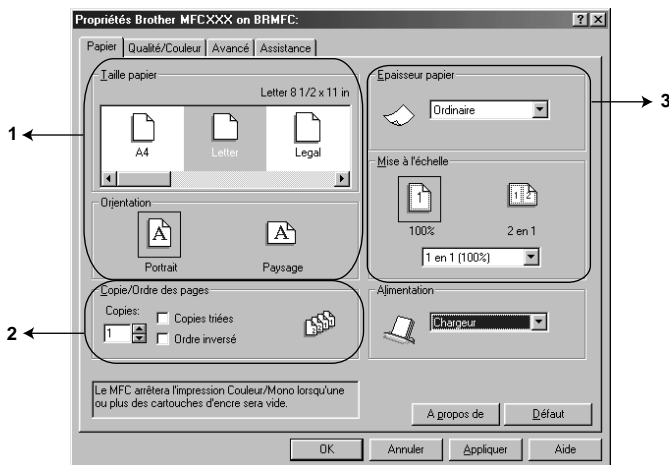 Propriétés Brother MFCXXX on BRMFC:
Papier Qualité/Couleur Avancé Assistance
Taille papier
Letter 8 1/2 x 11 in
A4 Letter Legal
Orientation
Portrait Paysage
Copie/Ordre des pages
Copies:
1
Copies triées
Ordre inversé
Epaisseur papier
Ordinaire
Mise à l'échelle
1 1 2
100% 2 en 1
1 en 1 (100%)
Alimentation
Chargeur
Le MFC arrêtera l'impression Couleur/Mono lorsqu'une
ou plus des cartouches d'encre sera vide.
A propos de Défaut
OK Annuler Appliquer Aide
1
2
3